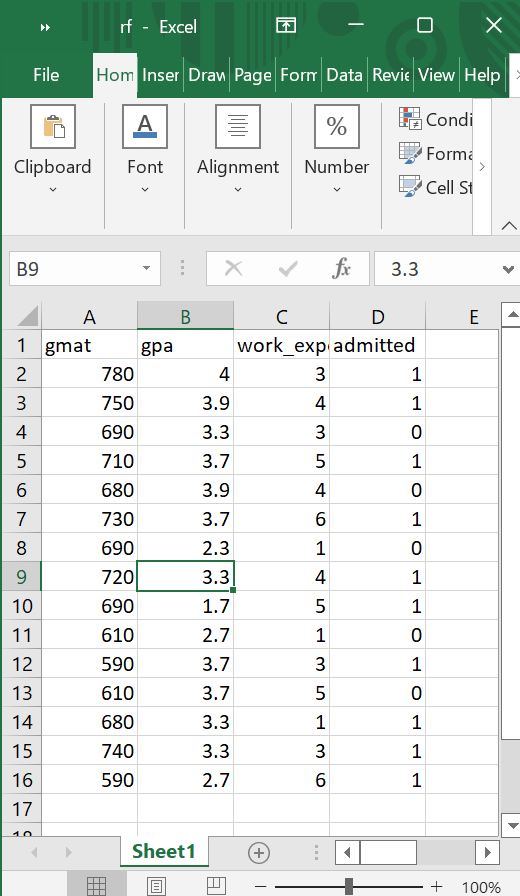 rf - Excel
File Hom Inser Draw Page Form Data Revie View Help
Clipboard Font Alignment Number
A
%
Condi
Forma
Cell St
B9 fx 3.3
A B C D E
1 gmat gpa work_exp admitted
2 780 4 3 1
3 750 3.9 4 1
4 690 3.3 3 0
5 710 3.7 5 1
6 680 3.9 4 0
7 730 3.7 6 1
8 690 2.3 1 0
9 720 3.3 4 1
10 690 1.7 5 1
11 610 2.7 1 0
12 590 3.7 3 1
13 610 3.7 5 0
14 680 3.3 1 1
15 740 3.3 3 1
16 590 2.7 6 1
17
18
Sheet1
100%